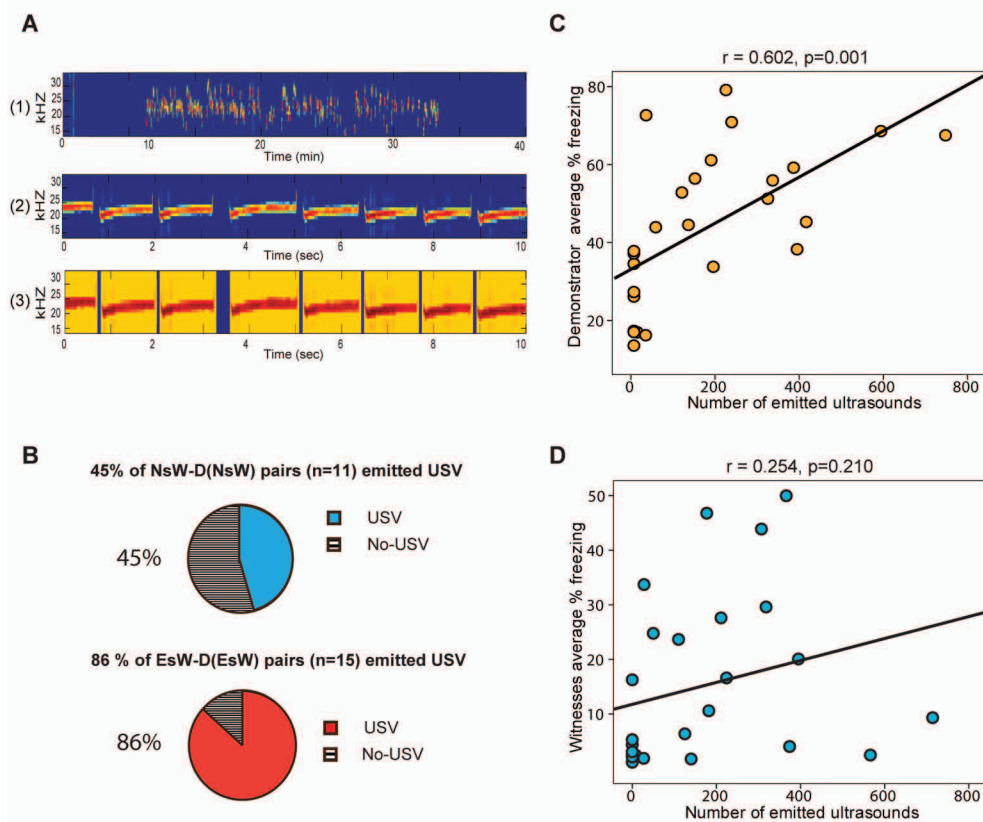 A
(1)
kHZ
30
25
20
15
0
10
20
30
40
Time (min)
(2)
kHZ
30
25
20
15
0
2
4
6
8
10
Time (sec)
(3)
kHZ
30
25
20
15
0
2
4
6
8
10
Time (sec)
B
45% of NsW-D(NsW) pairs (n=11) emitted USV
45%
USV
No-USV
86 % of EsW-D(EsW) pairs (n=15) emitted USV
86%
USV
No-USV
C
r = 0.602, p=0.001
Demonstrator average % freezing
80
60
40
20
0
200
400
600
800
Number of emitted ultrasounds
D
r = 0.254, p=0.210
Witnesses average % freezing
50
40
30
20
10
0
200
400
600
800
Number of emitted ultrasounds